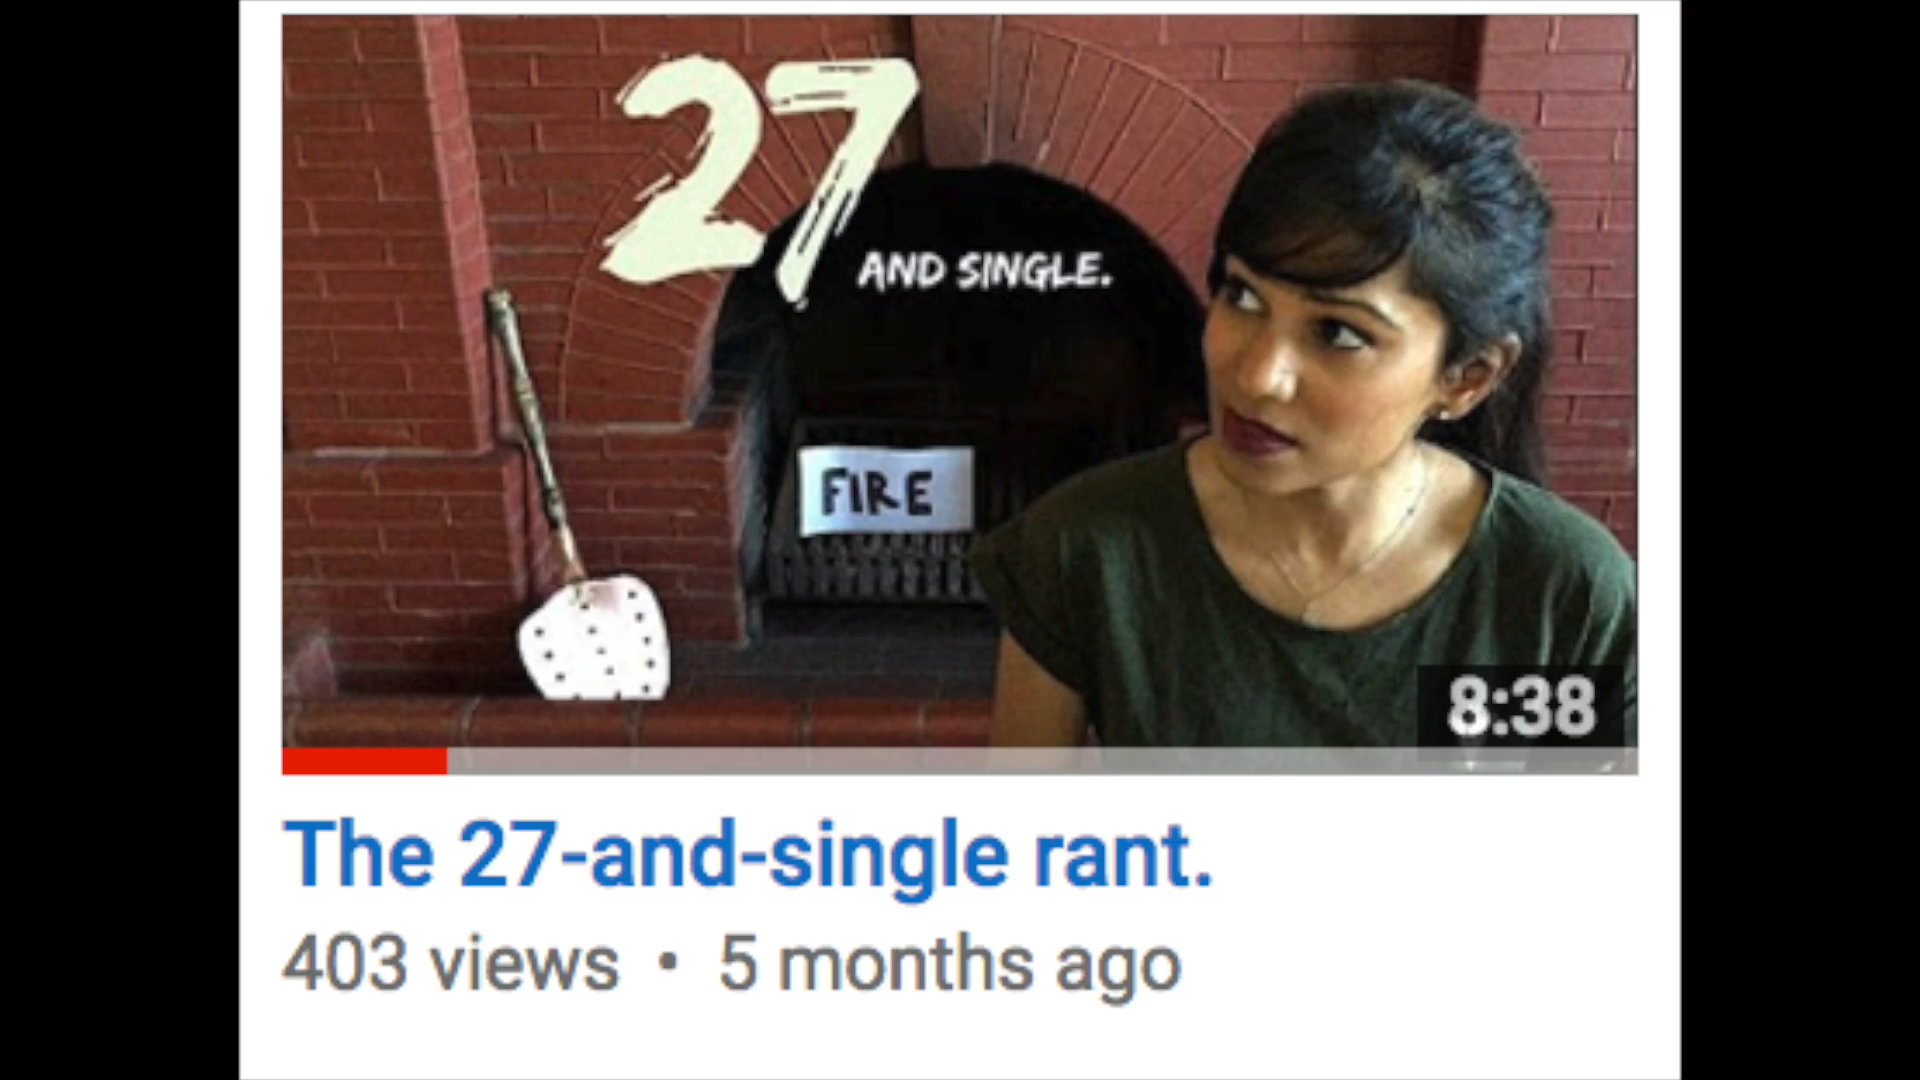 27
AND SINGLE.
FIRE
8:38
The 27-and-single rant.
403 views • 5 months ago